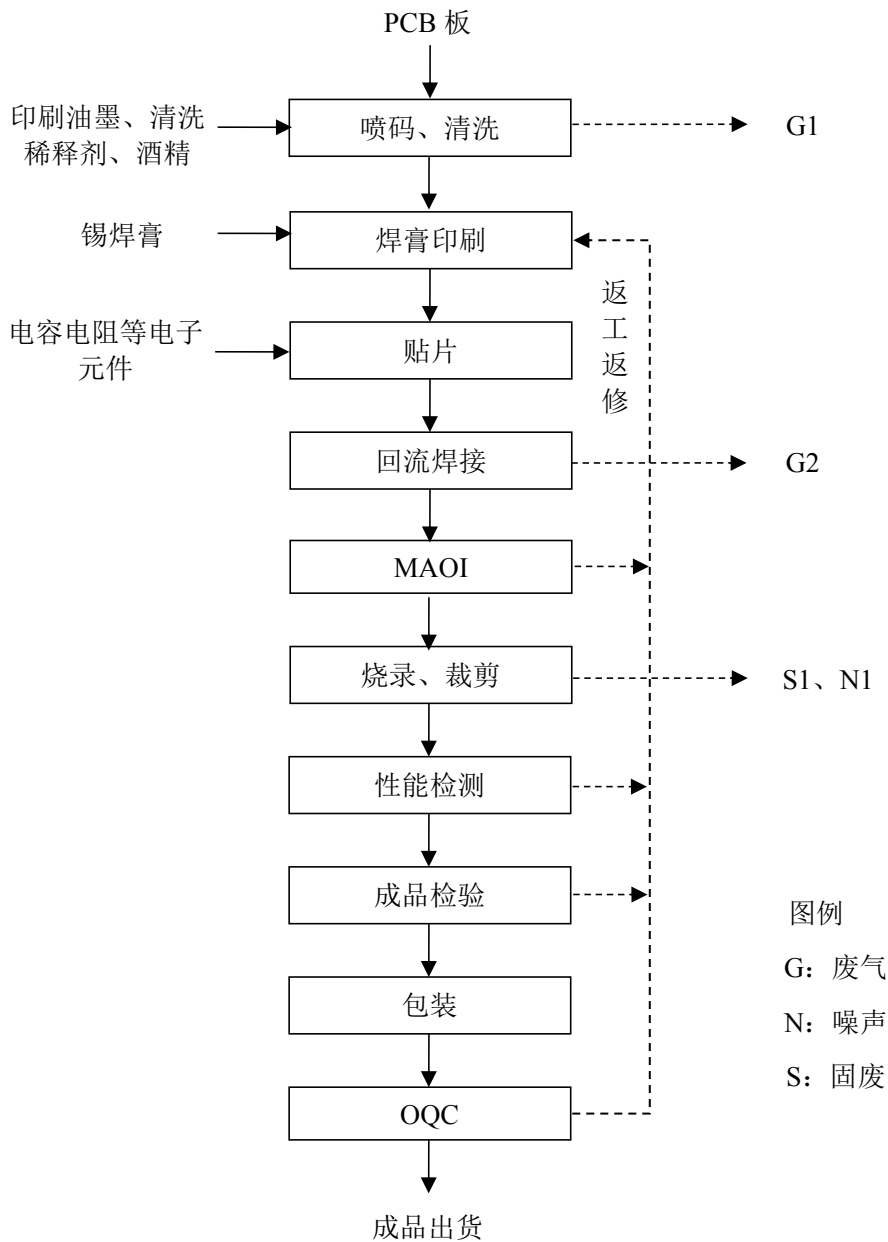 PCB 板
印刷油墨、清洗
稀释剂、酒精
喷码、清洗
G1
锡焊膏
焊膏印刷
返
工
返
修
电容电阻等电子
元件
贴片
回流焊接
G2
MAOI
烧录、裁剪
S1、N1
性能检测
成品检验
图例
G：废气
包装
N：噪声
S：固废
OQC
成品出货